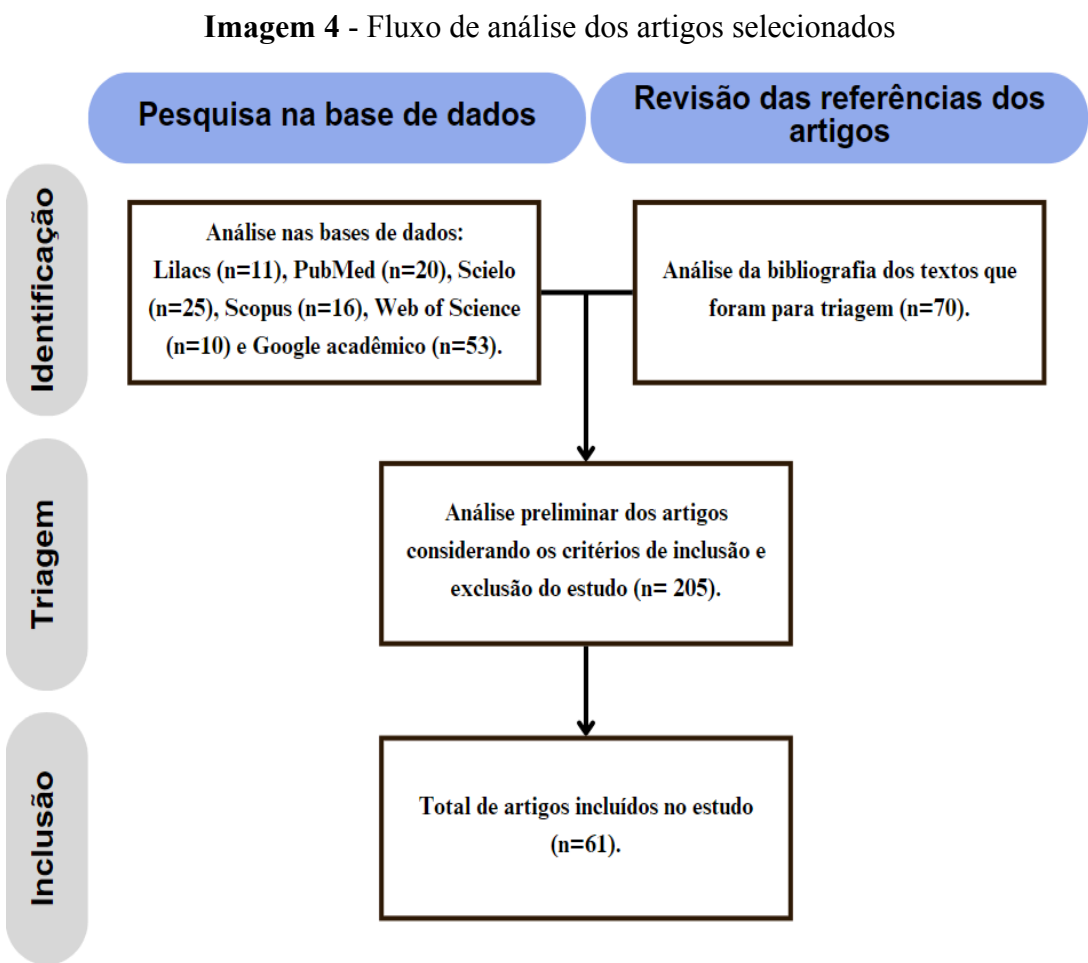 Imagem 4 - Fluxo de análise dos artigos selecionados
Pesquisa na base de dados
Revisão das referências dos
artigos
Identificação
Análise nas bases de dados:
Lilacs (n=11), PubMed (n=20), Scielo
(n=25), Scopus (n=16), Web of Science
(n=10) e Google acadêmico (n=53).
Análise da bibliografia dos textos que
foram para triagem (n=70).
Triagem
Análise preliminar dos artigos
considerando os critérios de inclusão e
exclusão do estudo (n= 205).
Inclusão
Total de artigos incluídos no estudo
(n=61).